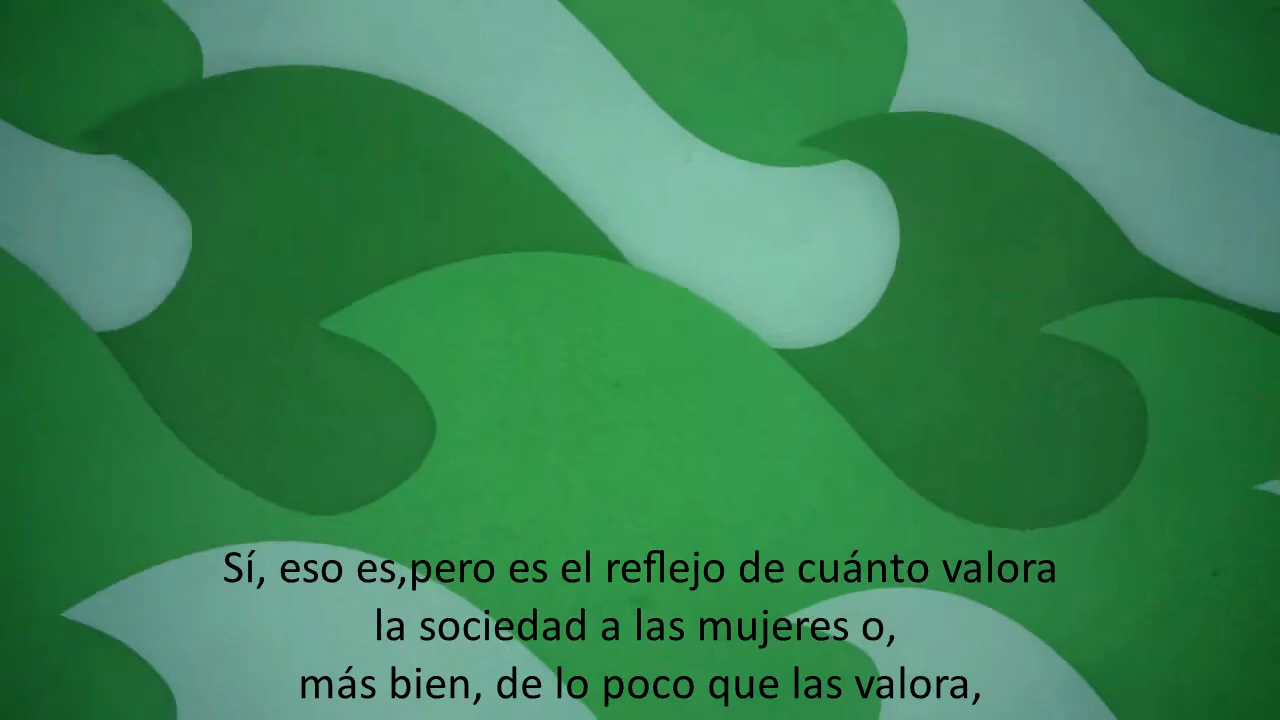 Sí, eso es,pero es el reflejo de cuánto valora
la sociedad a las mujeres o,
más bien, de lo poco que las valora,